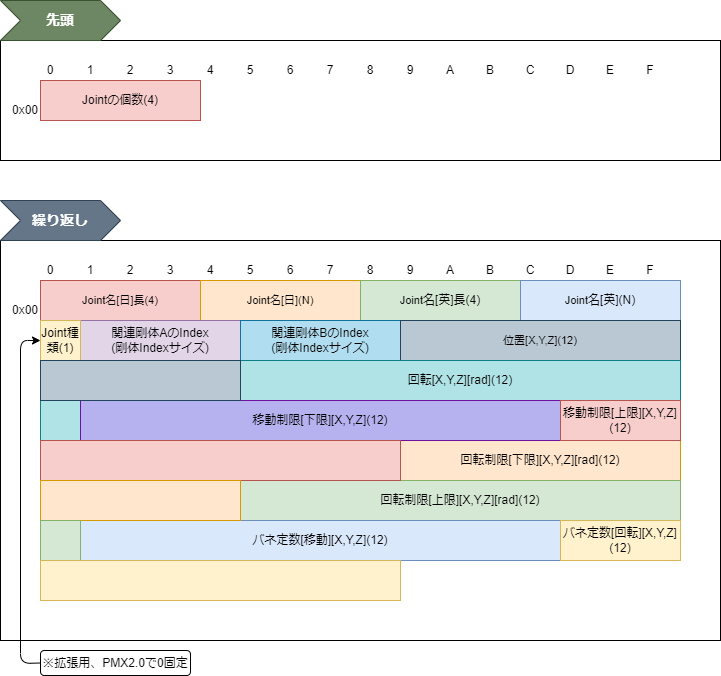 先頭
0 1 2 3 4 5 6 7 8 9 A B C D E F
0x00
Jointの個数(4)
繰り返し
0 1 2 3 4 5 6 7 8 9 A B C D E F
0x00
Joint名[日]長(4)
Joint名[日](N)
Joint名[英]長(4)
Joint名[英](N)
Joint種
類(1)
関連剛体AのIndex
(剛体Indexサイズ)
関連剛体BのIndex
(剛体Indexサイズ)
位置[X,Y,Z](12)
回転[X,Y,Z][rad](12)
移動制限[下限][X,Y,Z](12)
移動制限[上限][X,Y,Z]
(12)
回転制限[下限][X,Y,Z][rad](12)
回転制限[上限][X,Y,Z][rad](12)
バネ定数[移動][X,Y,Z](12)
バネ定数[回転][X,Y,Z]
(12)
※拡張用、PMX2.0で0固定